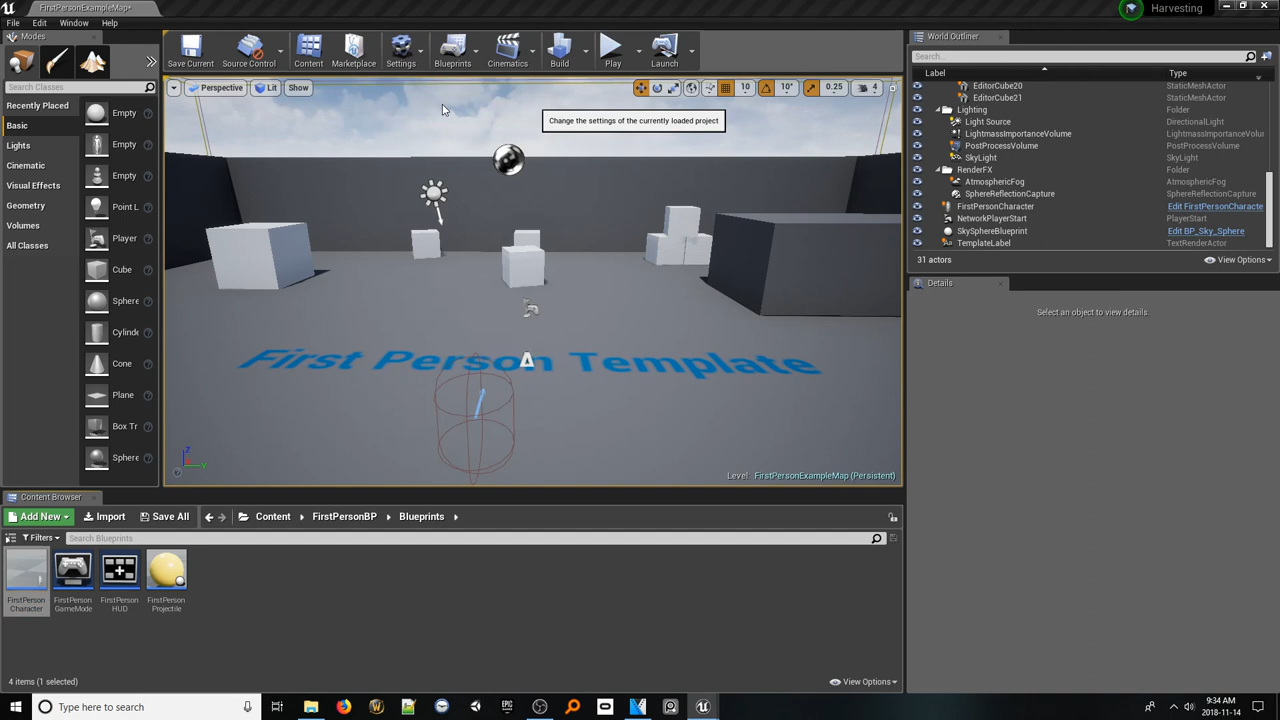 FirstPersonExampleMap*
Harvesting
File Edit Window Help
Modes
Search Classes
Recently Placed
Basic
Lights
Cinematic
Visual Effects
Geometry
Volumes
All Classes
Empty
Empty
Empty
Point L
Player
Cube
Sphere
Cylinde
Cone
Plane
Box Tr
Sphere
Save Current
Source Control
Content
Marketplace
Settings
Blueprints
Cinematics
Build
Play
Launch
Perspective
Lit
Show
10
10°
0.25
4
Change the settings of the currently loaded project
First Person Template
Z
Y
Level: FirstPersonExampleMap (Persistent)
World Outliner
Search...
Label Type
EditorCube20 StaticMeshActor
EditorCube21 StaticMeshActor
Lighting Folder
Light Source DirectionalLight
LightmassImportanceVolume LightmassImportanceVolu
PostProcessVolume PostProcessVolume
SkyLight SkyLight
RenderFX Folder
AtmosphericFog AtmosphericFog
SphereReflectionCapture SphereReflectionCapture
FirstPersonCharacter Edit FirstPersonCharacte
NetworkPlayerStart PlayerStart
SkySphereBlueprint Edit BP_Sky_Sphere
TemplateLabel TextRenderActor
31 actors
View Options
Details
Select an object to view details.
Content Browser
Add New
Import
Save All
Content
FirstPersonBP
Blueprints
Filters
Search Blueprints
FirstPerson
Character
FirstPerson
GameMode
FirstPerson
HUD
FirstPerson
Projectile
4 items (1 selected)
View Options
Type here to search
EPIC
9:34 AM
2018-11-14